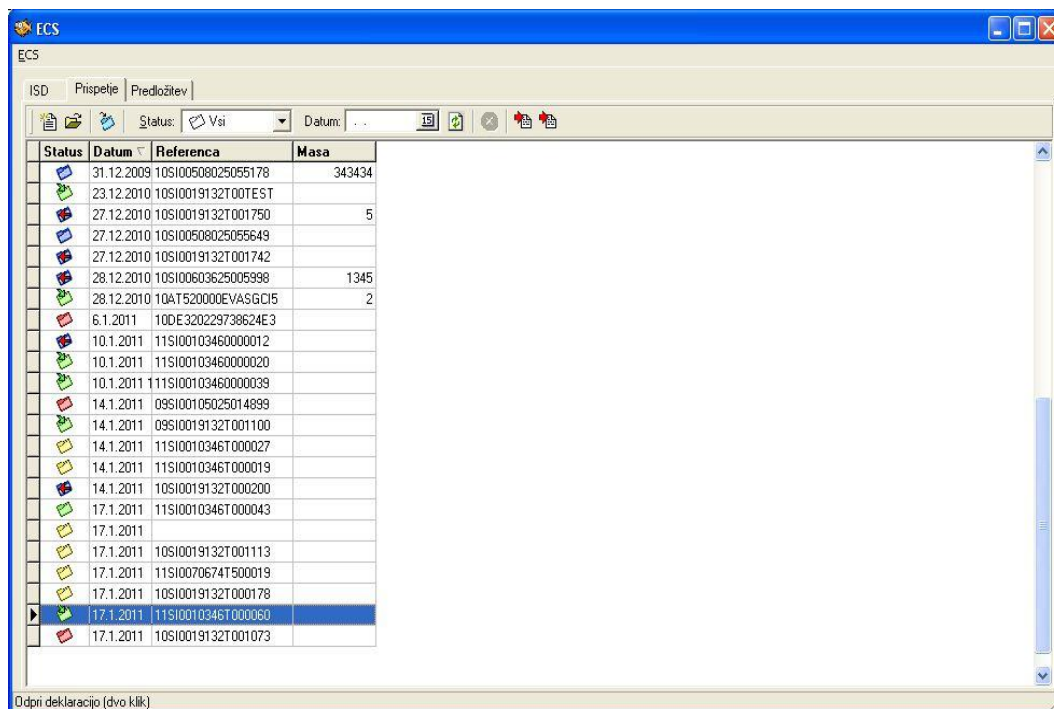 ECS
ECS
ISD Prispetje Predložitev
Status: Vsi Datum: . . 15
Status Datum Referenca Masa
31.12.2009 10SI00508025055178 343434
23.12.2010 10SI0019132T00TEST
27.12.2010 10SI0019132T001750 5
27.12.2010 10SI00508025055649
27.12.2010 10SI0019132T001742
28.12.2010 10SI00603625005998 1345
28.12.2010 10AT520000EVASGCI5 2
6.1.2011 10DE320229738624E3
10.1.2011 11SI00103460000012
10.1.2011 11SI00103460000020
10.1.2011 1 11SI00103460000039
14.1.2011 09SI00105025014899
14.1.2011 09SI0019132T001100
14.1.2011 11SI0010346T000027
14.1.2011 11SI0010346T000019
14.1.2011 10SI0019132T000200
17.1.2011 11SI0010346T000043
17.1.2011
17.1.2011 10SI0019132T001113
17.1.2011 11SI0070674T500019
17.1.2011 10SI0019132T000178
17.1.2011 11SI0010346T000060
17.1.2011 10SI0019132T001073
Odpri deklaracijo (dvo klik)